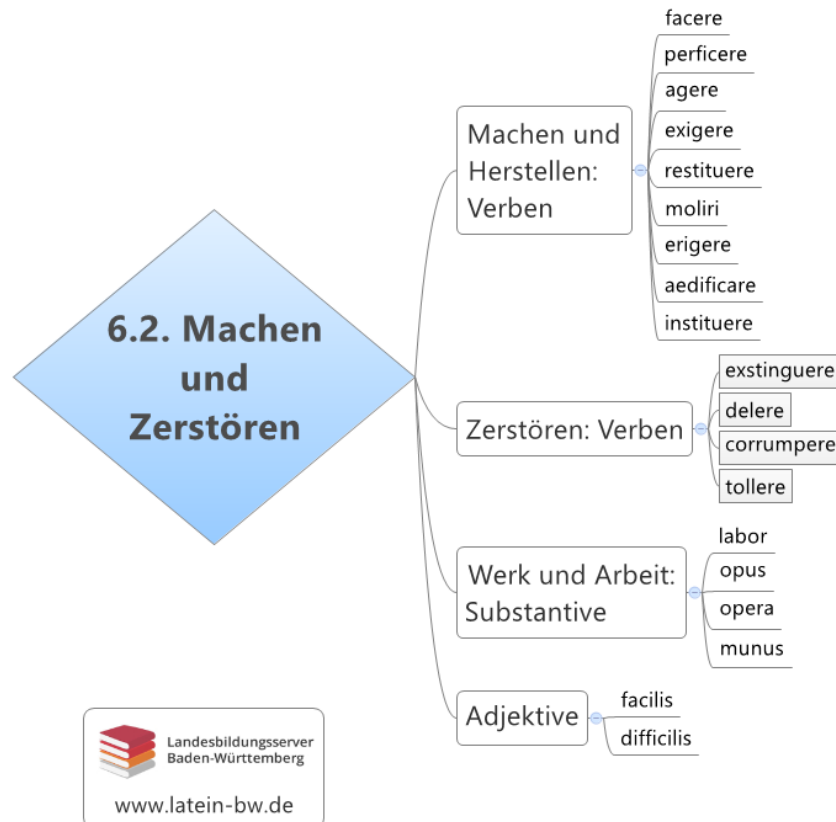 6.2. Machen
und
Zerstören
Machen und
Herstellen:
Verben
facere
perficere
agere
exigere
restituere
moliri
erigere
aedificare
instituere
Zerstören: Verben
exstinguere
delere
corrumpere
tollere
Werk und Arbeit:
Substantive
labor
opus
opera
munus
Adjektive
facilis
difficilis
Landesbildungsserver
Baden-Württemberg
www.latein-bw.de